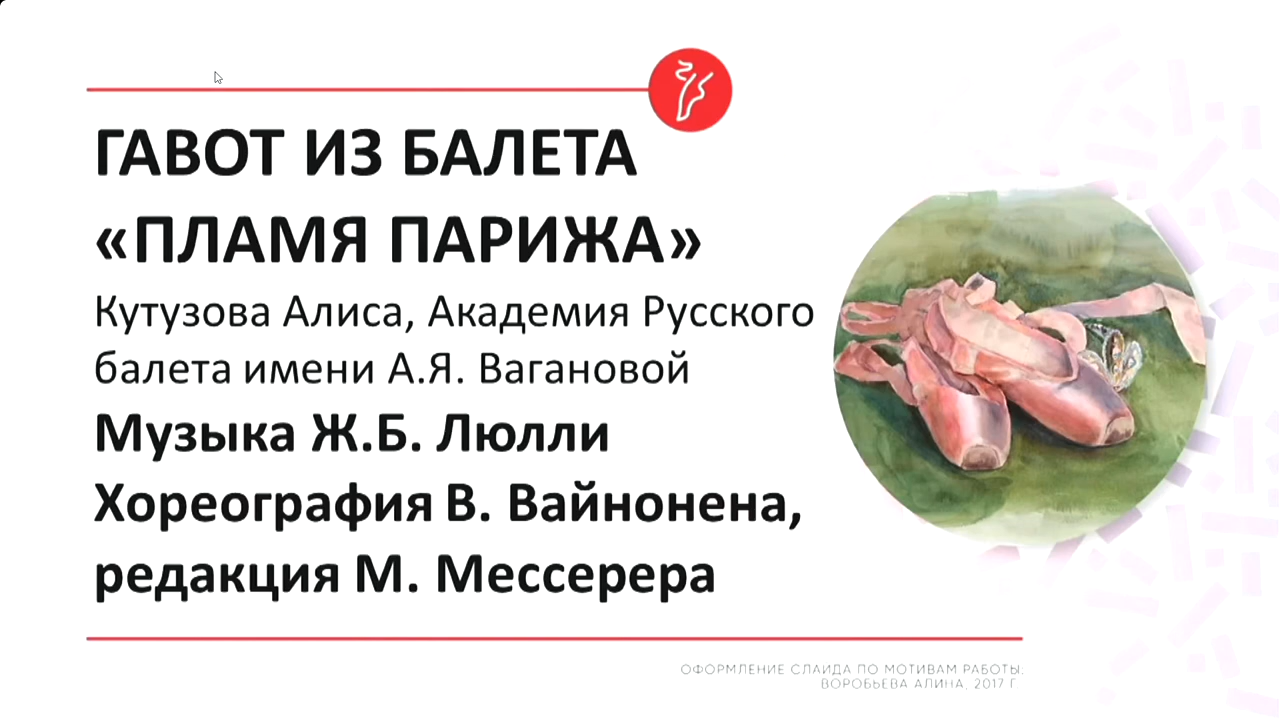 ГАВОТ ИЗ БАЛЕТА
«ПЛАМЯ ПАРИЖА»
Кутузова Алиса, Академия Русского
балета имени А.Я. Вагановой
Музыка Ж.Б. Люлли
Хореография В. Вайнонена,
редакция М. Мессерера
ОФОРМЛЕНИЕ СЛАЙДА ПО МОТИВАМ РАБОТЫ:
ВОРОБЬЕВА АЛИНА, 2017 Г.